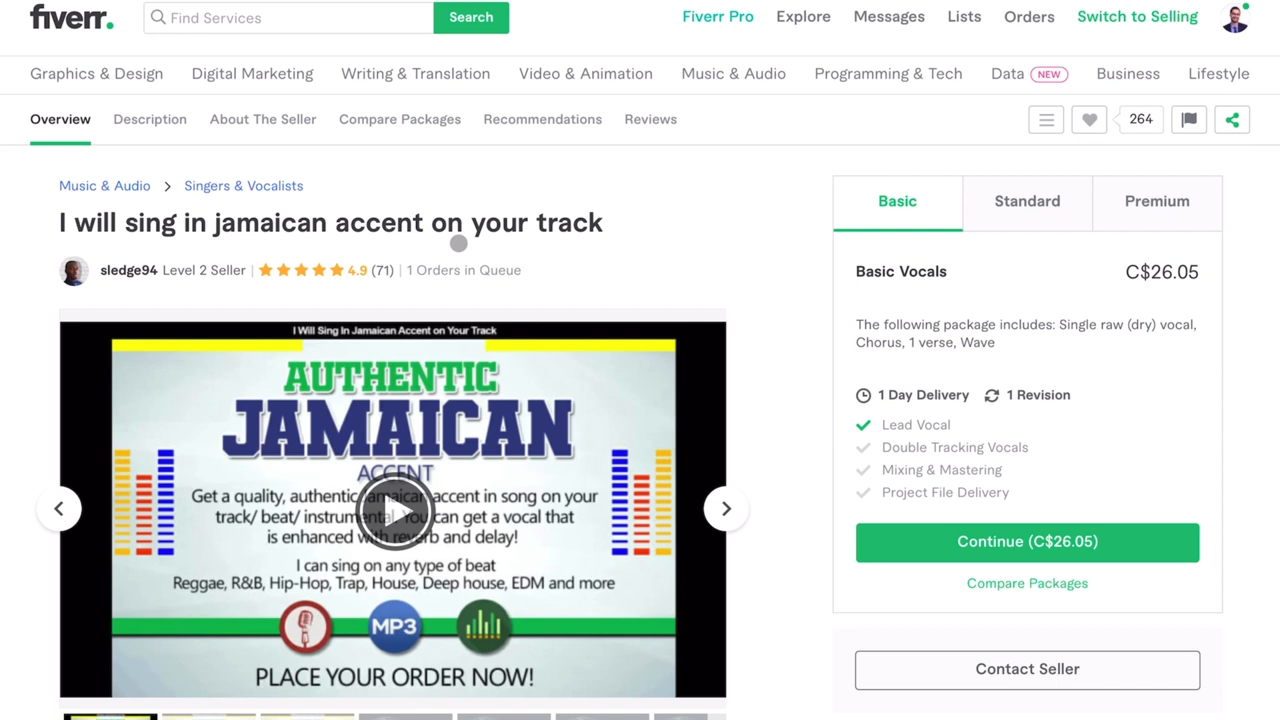 fiverr.
Find Services
Search
Fiverr Pro
Explore
Messages
Lists
Orders
Switch to Selling
Graphics & Design
Digital Marketing
Writing & Translation
Video & Animation
Music & Audio
Programming & Tech
Data NEW
Business
Lifestyle
Overview
Description
About The Seller
Compare Packages
Recommendations
Reviews
264
Music & Audio
Singers & Vocalists
I will sing in jamaican accent on your track
sledge94 Level 2 Seller | 4.9 (71) | 1 Orders in Queue
I Will Sing In Jamaican Accent on Your Track
AUTHENTIC
JAMAICAN
ACCENT
Get a quality, authentic jamaican accent in song on your
track/ beat/ instrumental. You can get a vocal that
is enhanced with reverb and delay!
I can sing on any type of beat
Reggae, R&B, Hip-Hop, Trap, House, Deep house, EDM and more
MP3
PLACE YOUR ORDER NOW!
Basic
Standard
Premium
Basic Vocals
C$26.05
The following package includes: Single raw (dry) vocal,
Chorus, 1 verse, Wave
1 Day Delivery
1 Revision
Lead Vocal
Double Tracking Vocals
Mixing & Mastering
Project File Delivery
Continue (C$26.05)
Compare Packages
Contact Seller